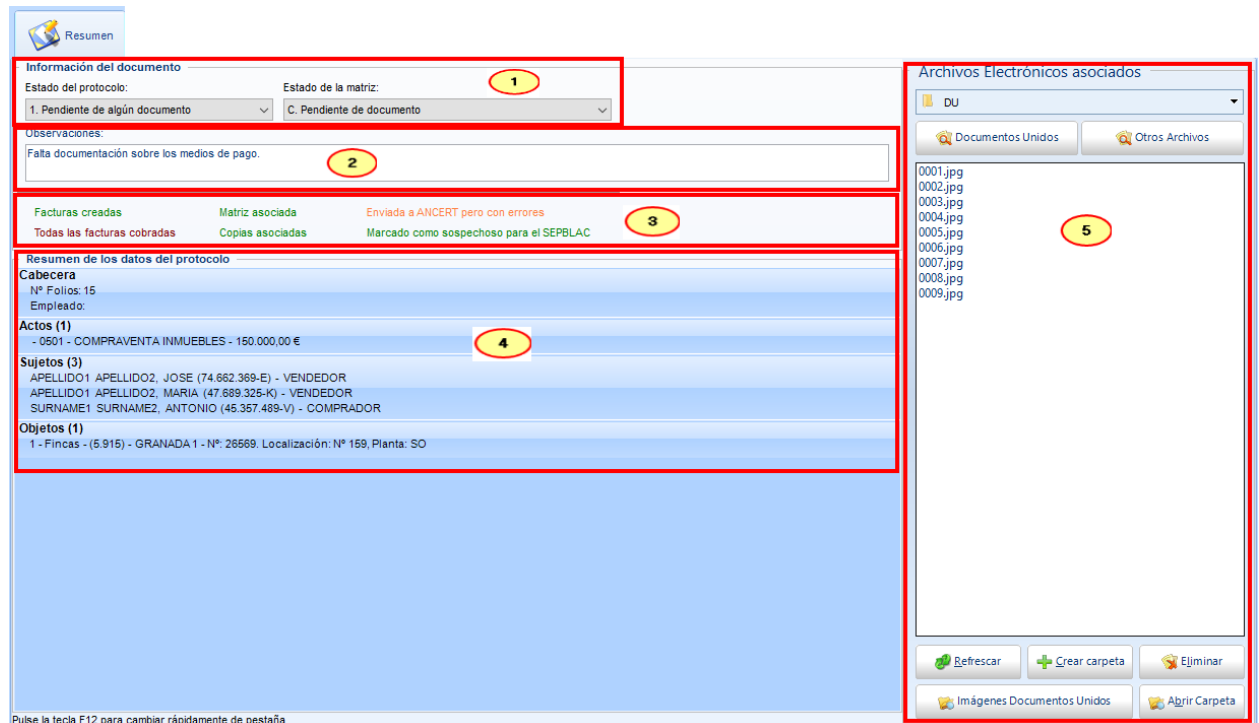 Resumen
Información del documento
1
Estado del protocolo:
Estado de la matriz:
1. Pendiente de algún documento
C. Pendiente de documento
Observaciones:
Falta documentación sobre los medios de pago.
2
Facturas creadas
Matriz asociada
Enviada a ANCERT pero con errores
Todas las facturas cobradas
Copias asociadas
Marcado como sospechoso para el SEPBLAC
3
Resumen de los datos del protocolo
Cabecera
Nº Folios: 15
Empleado:
Actos (1)
- 0501 - COMPRAVENTA INMUEBLES - 150.000,00 €
4
Sujetos (3)
APELLIDO1 APELLIDO2, JOSE (74.662.369-E) - VENDEDOR
APELLIDO1 APELLIDO2, MARIA (47.689.325-K) - VENDEDOR
SURNAME1 SURNAME2, ANTONIO (45.357.489-V) - COMPRADOR
Objetos (1)
1 - Fincas - (5.915) - GRANADA 1 - Nº: 26569. Localización: Nº 159, Planta: SO
Pulse la tecla F12 para cambiar rápidamente de pestaña
Archivos Electrónicos asociados
DU
Documentos Unidos
Otros Archivos
0001.jpg
0002.jpg
0003.jpg
0004.jpg
0005.jpg
0006.jpg
0007.jpg
0008.jpg
0009.jpg
5
Refrescar
Crear carpeta
Eliminar
Imágenes Documentos Unidos
Abrir Carpeta